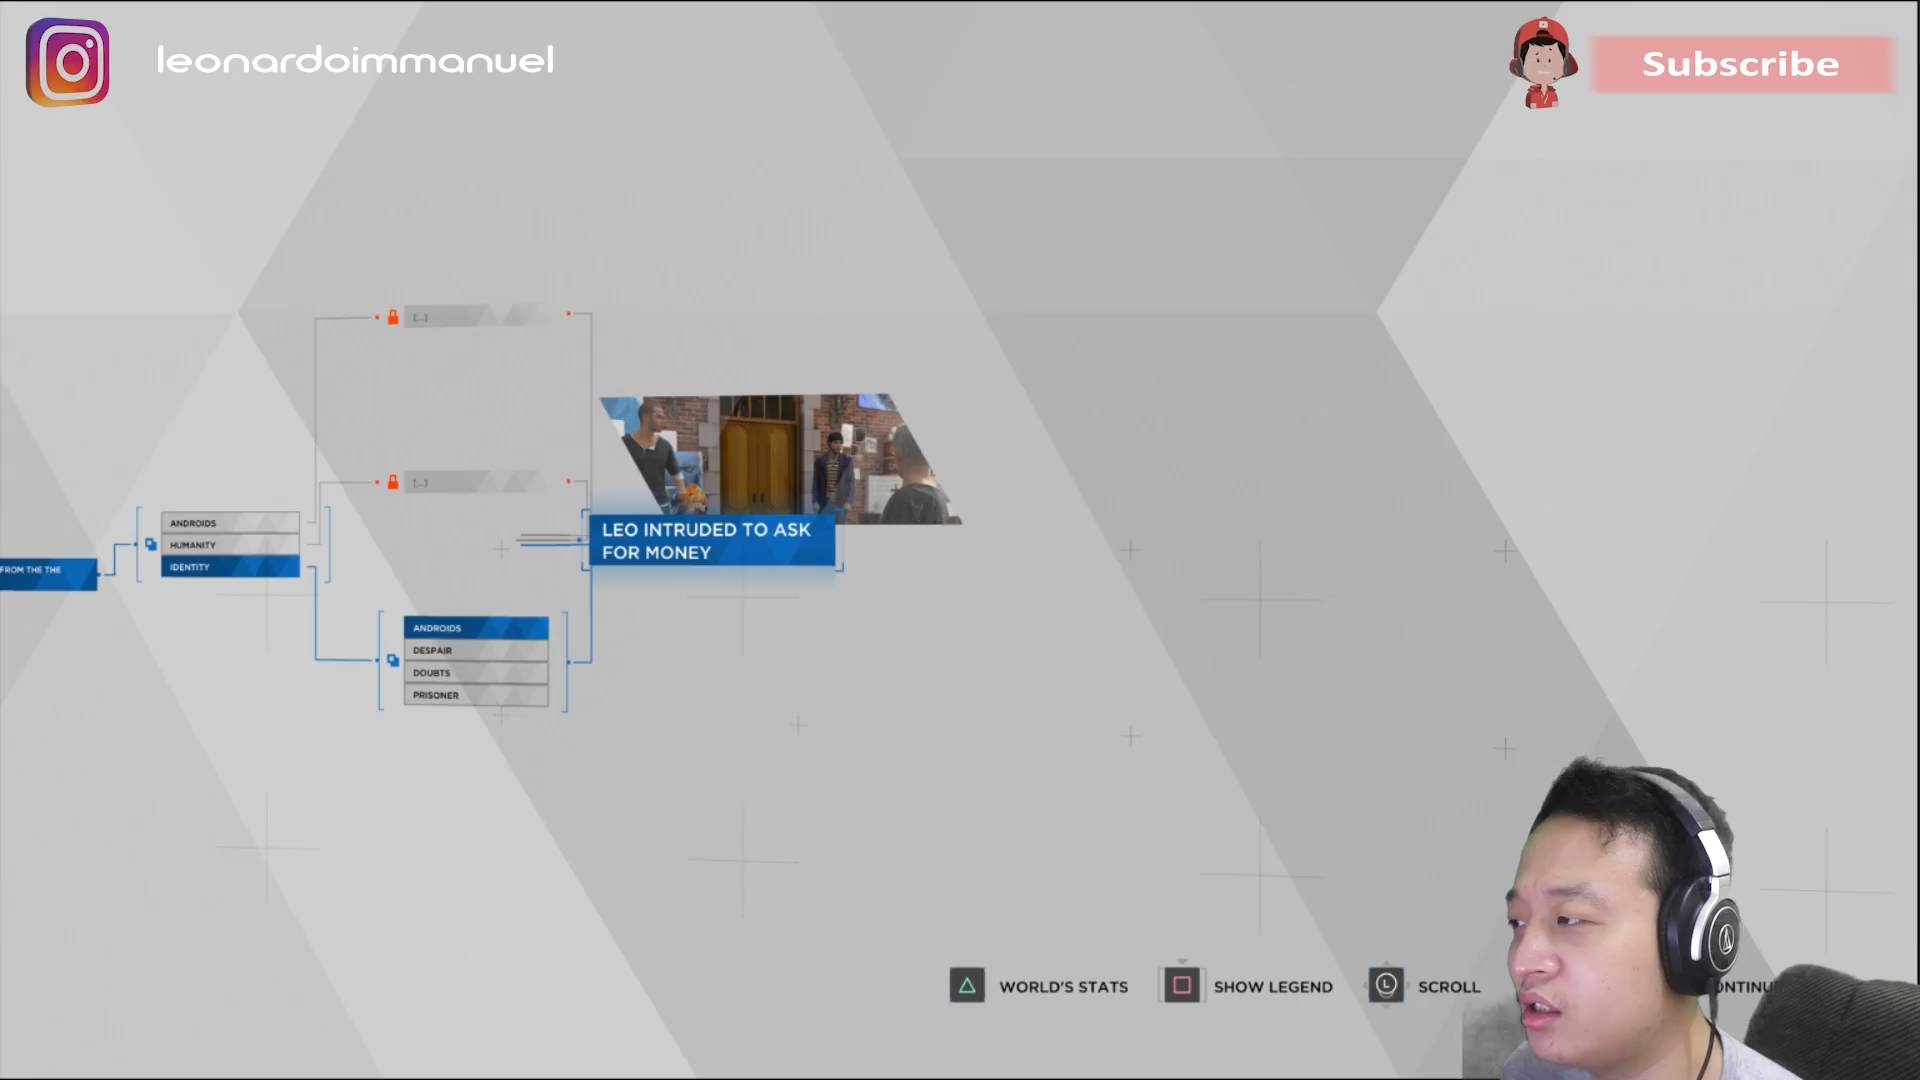 leonardoimmanuel
Subscribe
[...]
[...]
ANDROIDS
HUMANITY
IDENTITY
FROM THE THE
LEO INTRUDED TO ASK
FOR MONEY
ANDROIDS
DESPAIR
DOUBTS
PRISONER
WORLD'S STATS
SHOW LEGEND
L
SCROLL